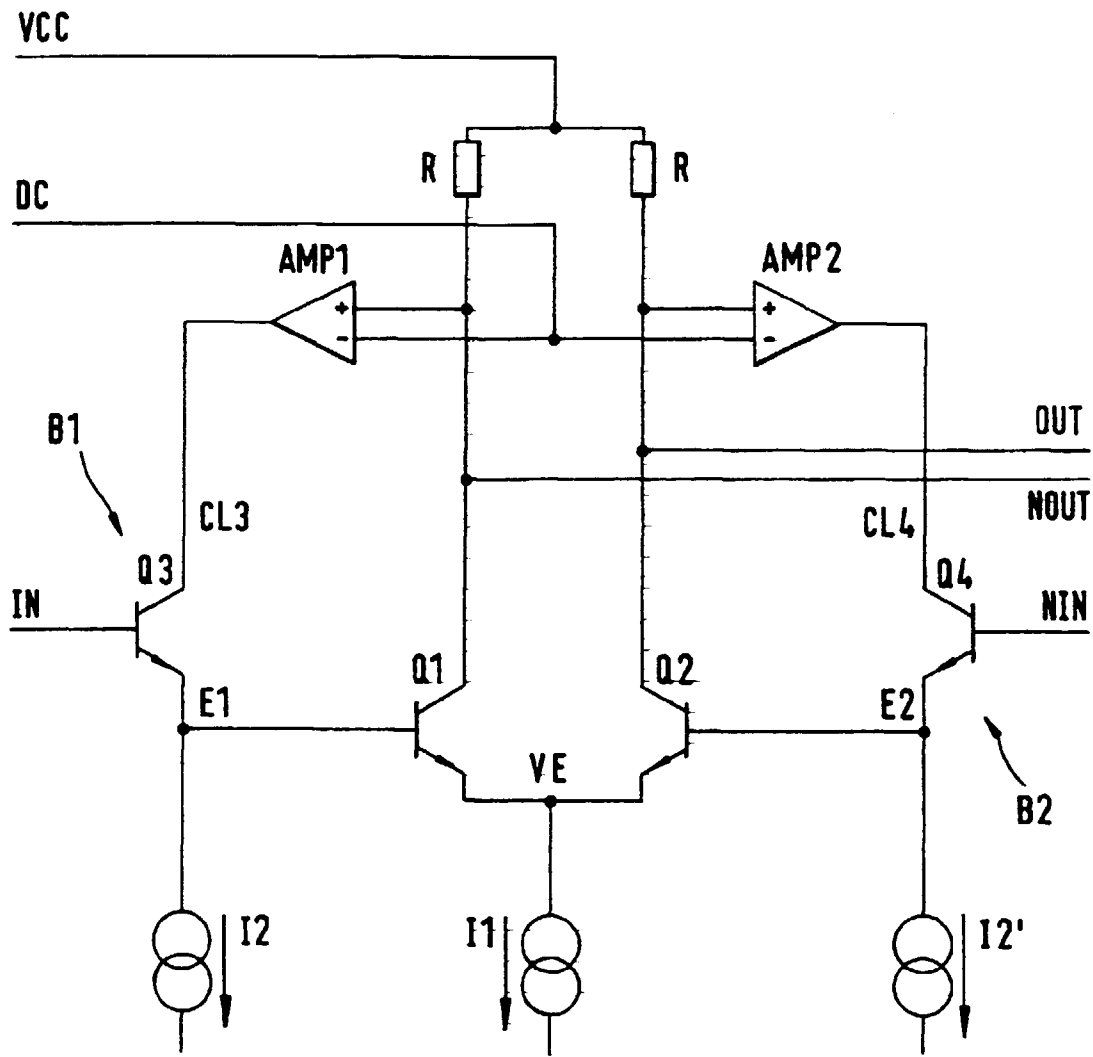 VCC
R
R
DC
AMP1
AMP2
+
+
-
-
B1
OUT
CL3
CL4
NOUT
Q3
Q4
IN
NIN
Q1
Q2
E1
E2
VE
B2
I2
I1
I2'